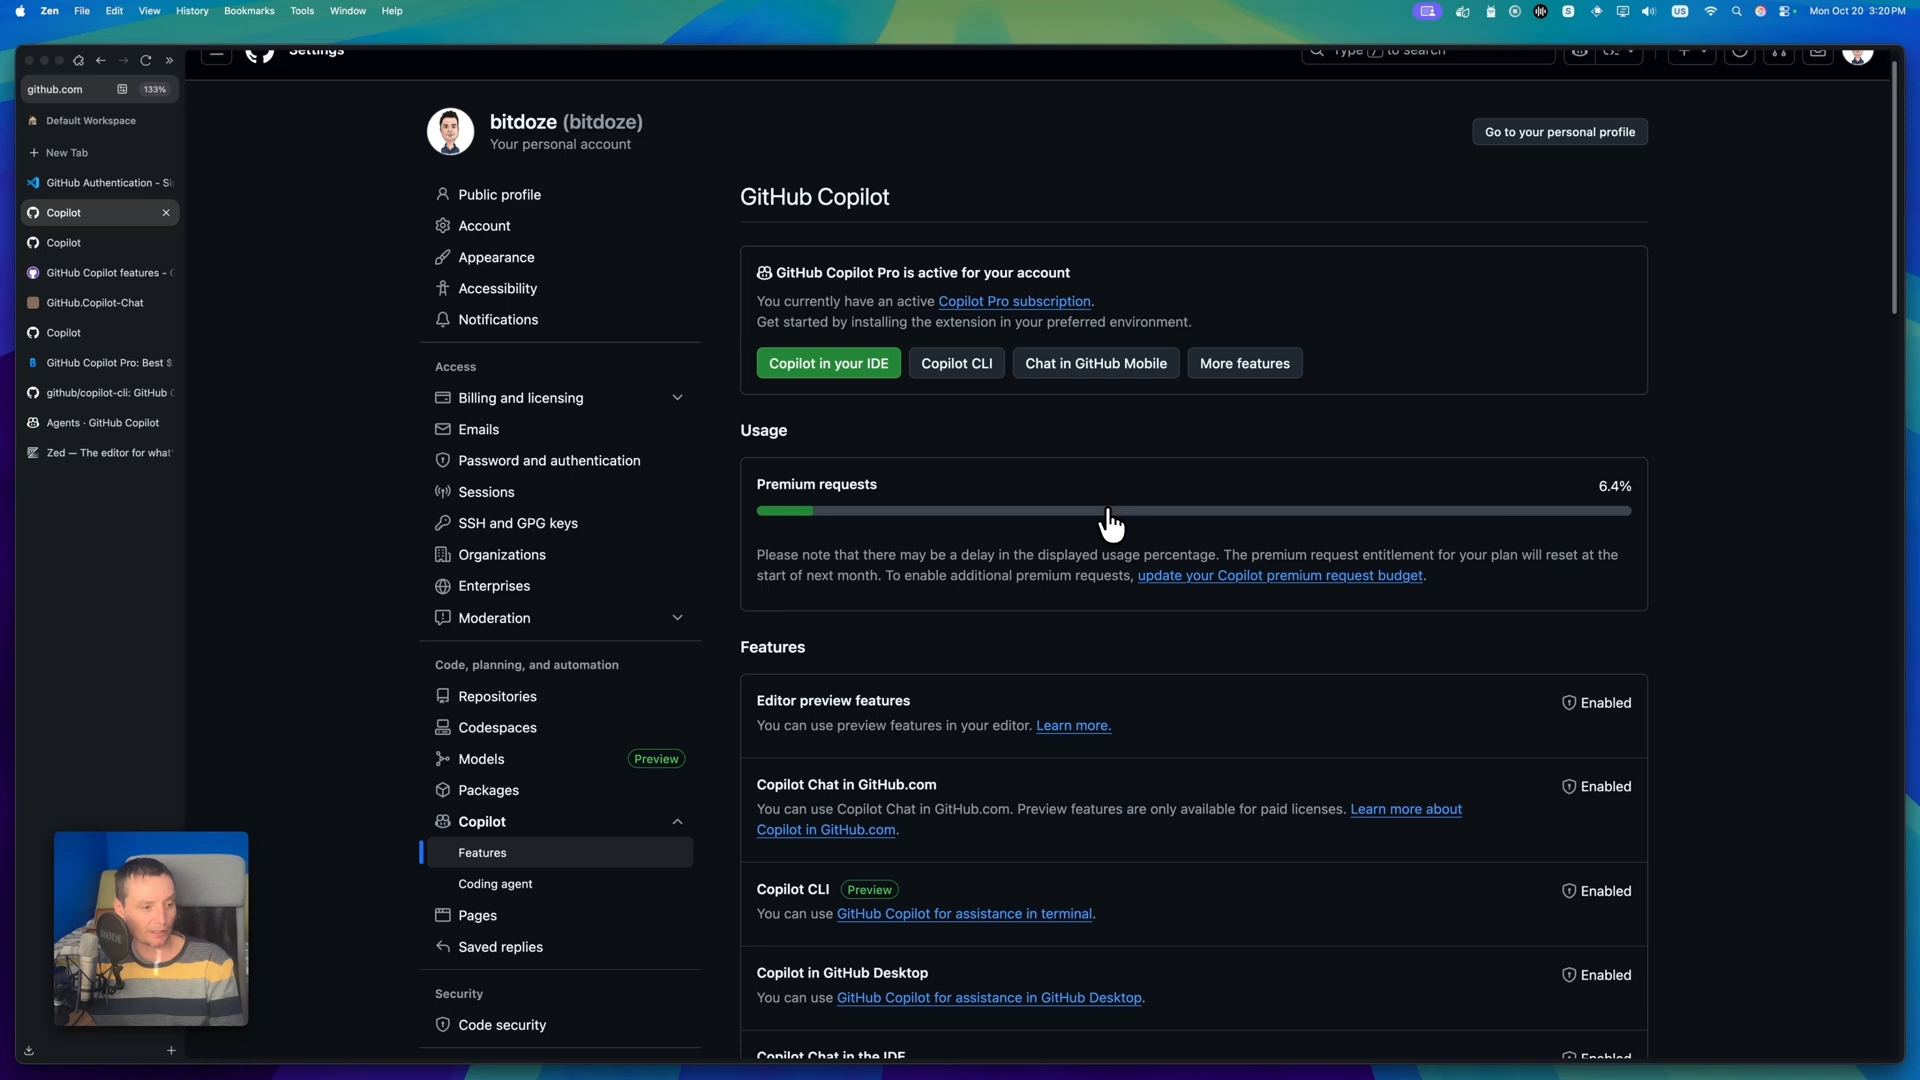 Zen File Edit View History Bookmarks Tools Window Help
US
Mon Oct 20 3:20 PM
github.com 133%
Default Workspace
New Tab
GitHub Authentication - Si
Copilot
Copilot
GitHub Copilot features - G
GitHub.Copilot-Chat
Copilot
GitHub Copilot Pro: Best $
github/copilot-cli: GitHub C
Agents · GitHub Copilot
Zed — The editor for what'
Settings
Type / to search
bitdoze (bitdoze)
Your personal account
Go to your personal profile
Public profile
Account
Appearance
Accessibility
Notifications
Access
Billing and licensing
Emails
Password and authentication
Sessions
SSH and GPG keys
Organizations
Enterprises
Moderation
Code, planning, and automation
Repositories
Codespaces
Models Preview
Packages
Copilot
Features
Coding agent
Pages
Saved replies
Security
Code security
GitHub Copilot
GitHub Copilot Pro is active for your account
You currently have an active Copilot Pro subscription.
Get started by installing the extension in your preferred environment.
Copilot in your IDE
Copilot CLI
Chat in GitHub Mobile
More features
Usage
Premium requests 6.4%
Please note that there may be a delay in the displayed usage percentage. The premium request entitlement for your plan will reset at the
start of next month. To enable additional premium requests, update your Copilot premium request budget.
Features
Editor preview features Enabled
You can use preview features in your editor. Learn more.
Copilot Chat in GitHub.com Enabled
You can use Copilot Chat in GitHub.com. Preview features are only available for paid licenses. Learn more about
Copilot in GitHub.com.
Copilot CLI Preview Enabled
You can use GitHub Copilot for assistance in terminal.
Copilot in GitHub Desktop Enabled
You can use GitHub Copilot for assistance in GitHub Desktop.
Copilot Chat in the IDE Enabled
RØDE